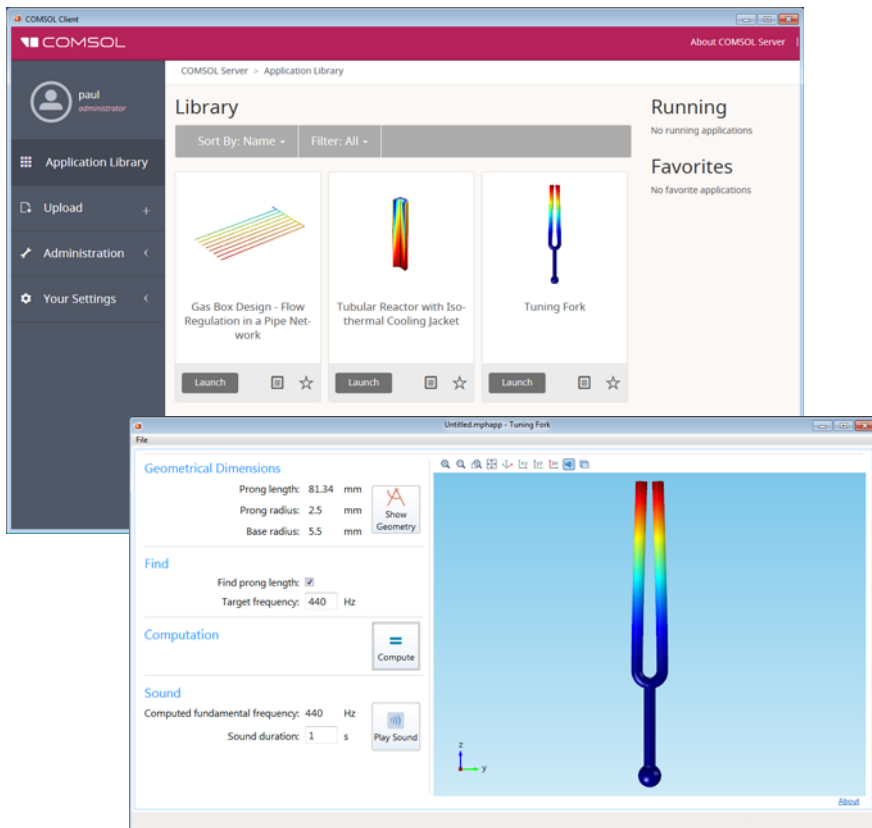 COMSOL Client
COMSOL
About COMSOL Server |
paul
administrator
COMSOL Server > Application Library
Library
Running
No running applications
Sort By: Name
Filter: All
Application Library
Favorites
No favorite applications
Upload
+
Administration
Your Settings
Gas Box Design - Flow
Regulation in a Pipe Net-
work
Tubular Reactor with Iso-
thermal Cooling Jacket
Tuning Fork
Launch
Launch
Launch
Untitled.mphapp - Tuning Fork
File
Geometrical Dimensions
Prong length: 81.34 mm
Prong radius: 2.5 mm
Base radius: 5.5 mm
Show
Geometry
Find
Find prong length:
Target frequency: 440 Hz
Computation
=
Compute
Sound
Computed fundamental frequency: 440 Hz
Sound duration: 1 s
Play Sound
z
y
About